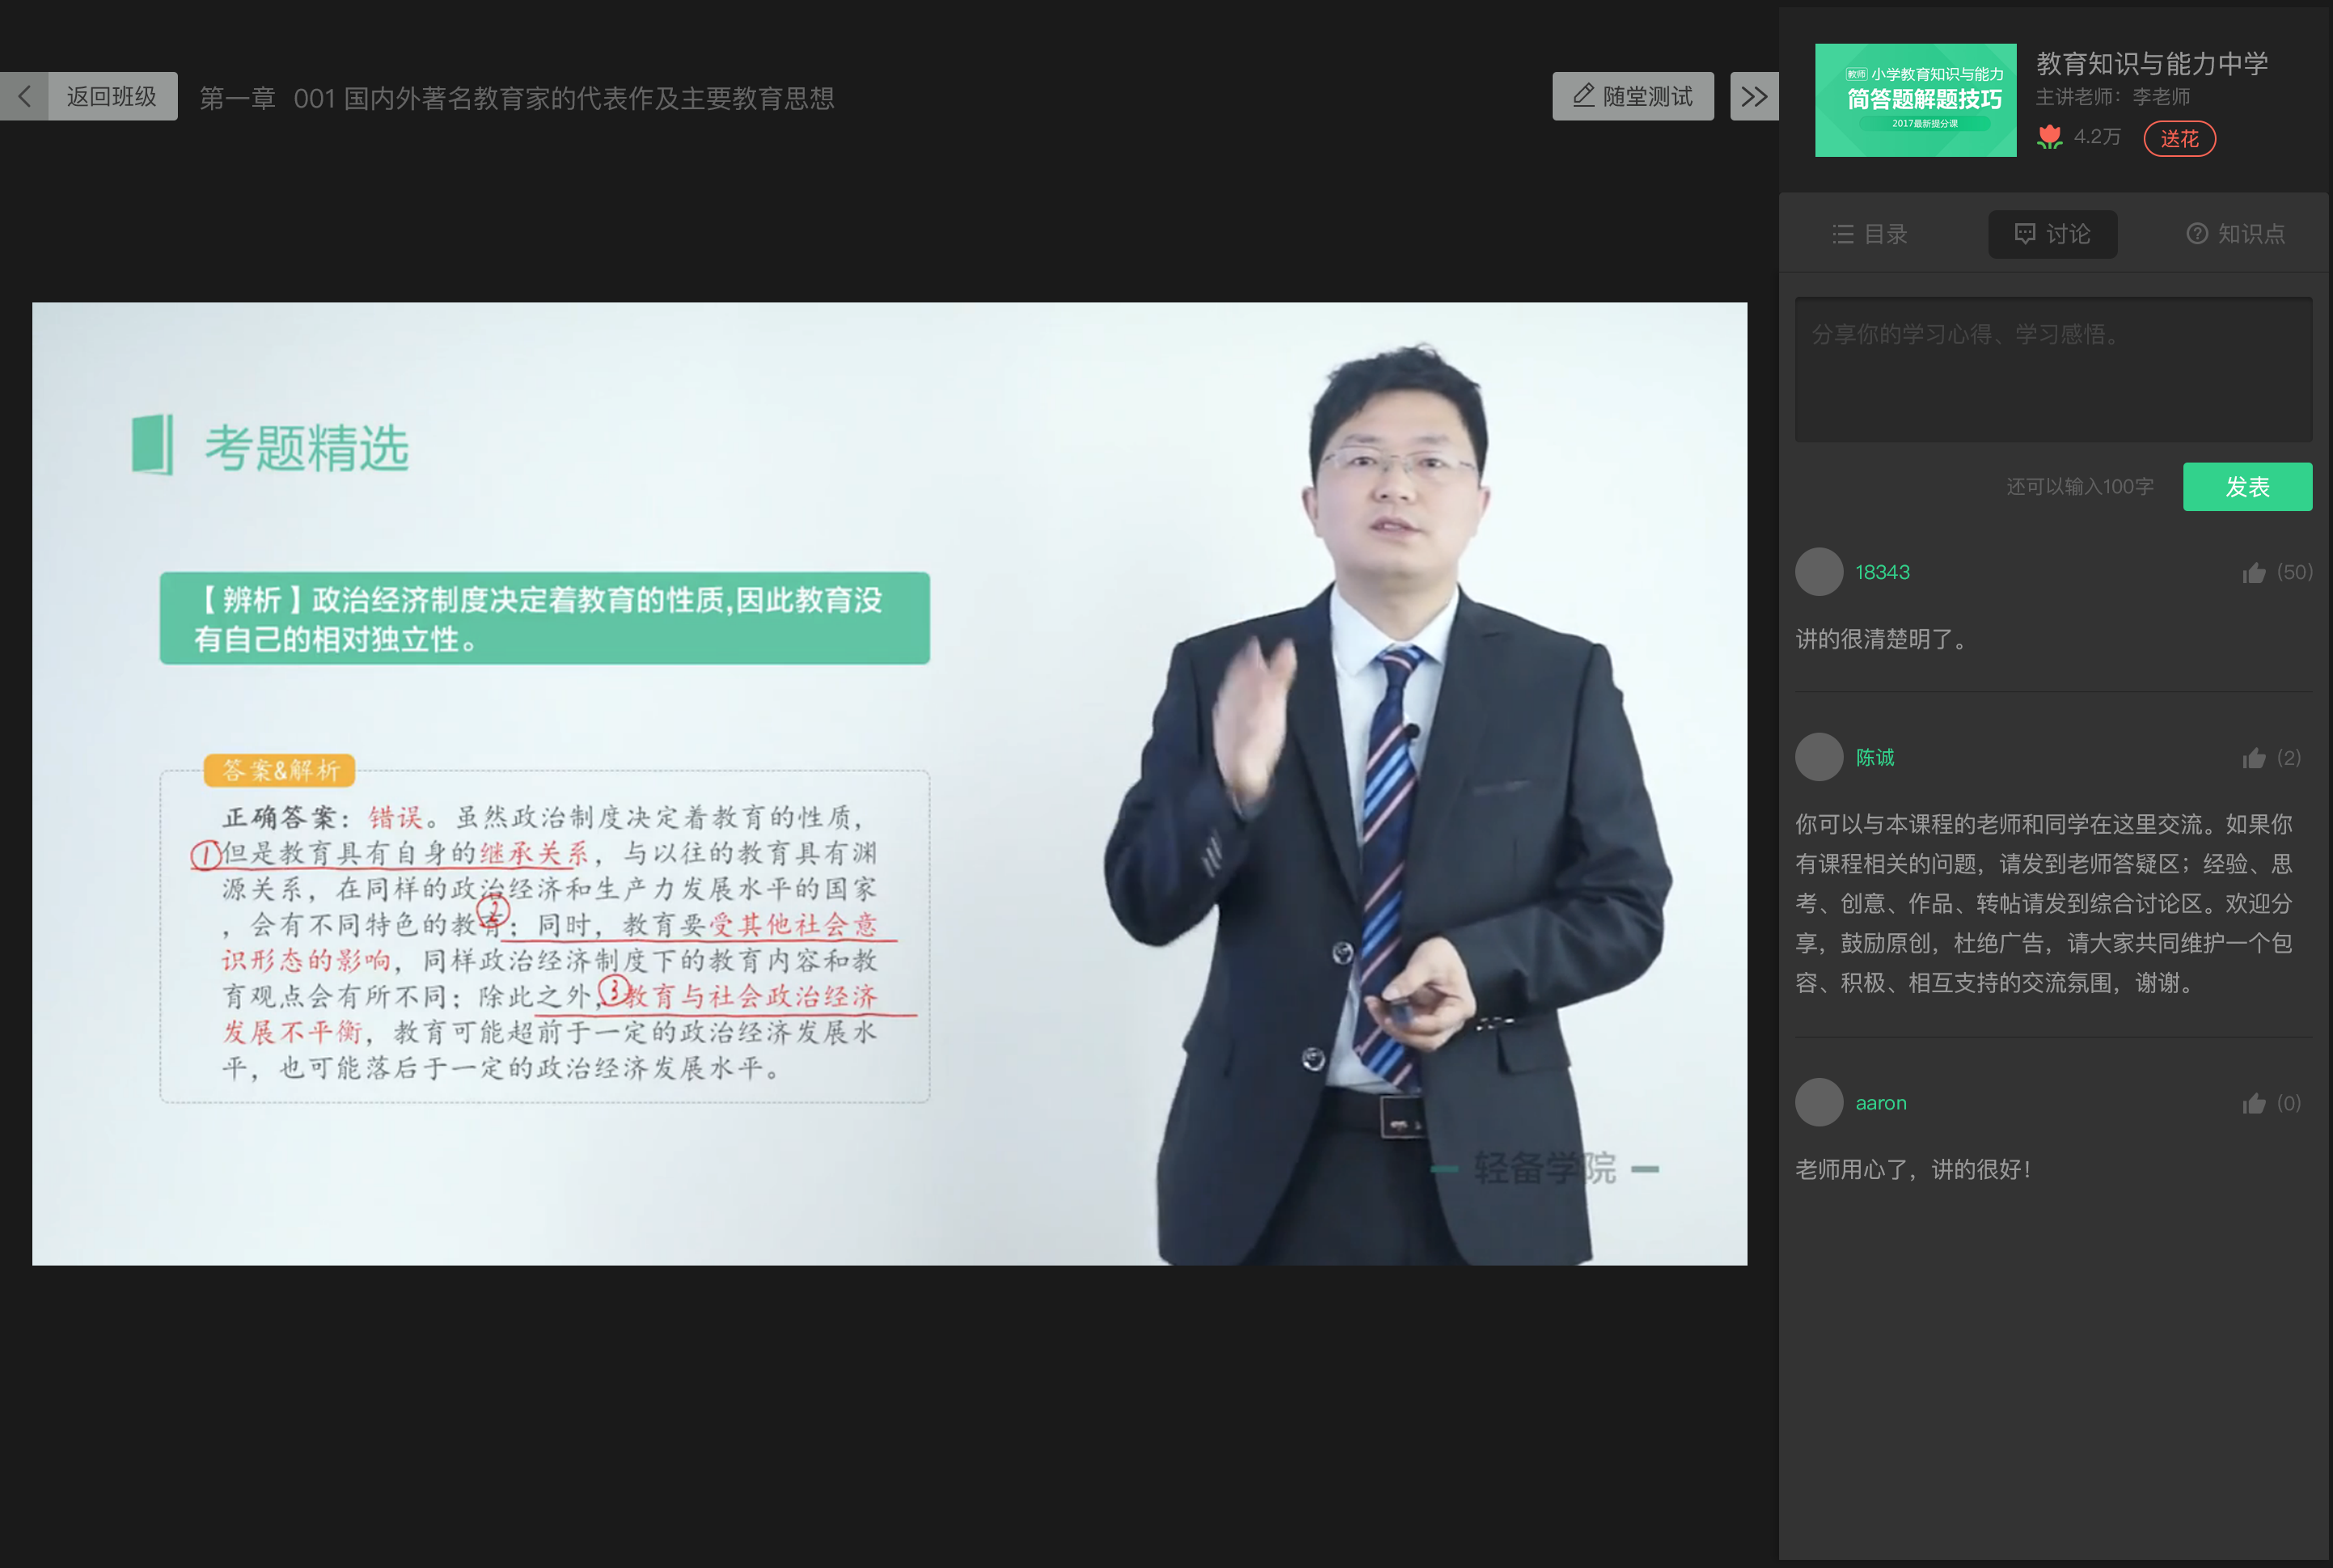 返回班级
第一章 001 国内外著名教育家的代表作及主要教育思想
随堂测试
考题精选
【辨析】政治经济制度决定着教育的性质,因此教育没
有自己的相对独立性。
答案&解析
正确答案：错误。虽然政治制度决定着教育的性质，
①但是教育具有自身的继承关系，与以往的教育具有渊
源关系，在同样的政治经济和生产力发展水平的国家
②
，会有不同特色的教育；同时，教育要受其他社会意
识形态的影响，同样政治经济制度下的教育内容和教
育观点会有所不同；除此之外，③教育与社会政治经济
发展不平衡，教育可能超前于一定的政治经济发展水
平，也可能落后于一定的政治经济发展水平。
轻备学院
教师 小学教育知识与能力
简答题解题技巧
2017最新提分课
教育知识与能力中学
主讲老师：李老师
4.2万
送花
目录
讨论
知识点
分享你的学习心得、学习感悟。
还可以输入100字
发表
18343
(50)
讲的很清楚明了。
陈诚
(2)
你可以与本课程的老师和同学在这里交流。如果你
有课程相关的问题，请发到老师答疑区；经验、思
考、创意、作品、转帖请发到综合讨论区。欢迎分
享，鼓励原创，杜绝广告，请大家共同维护一个包
容、积极、相互支持的交流氛围，谢谢。
aaron
(0)
老师用心了，讲的很好！